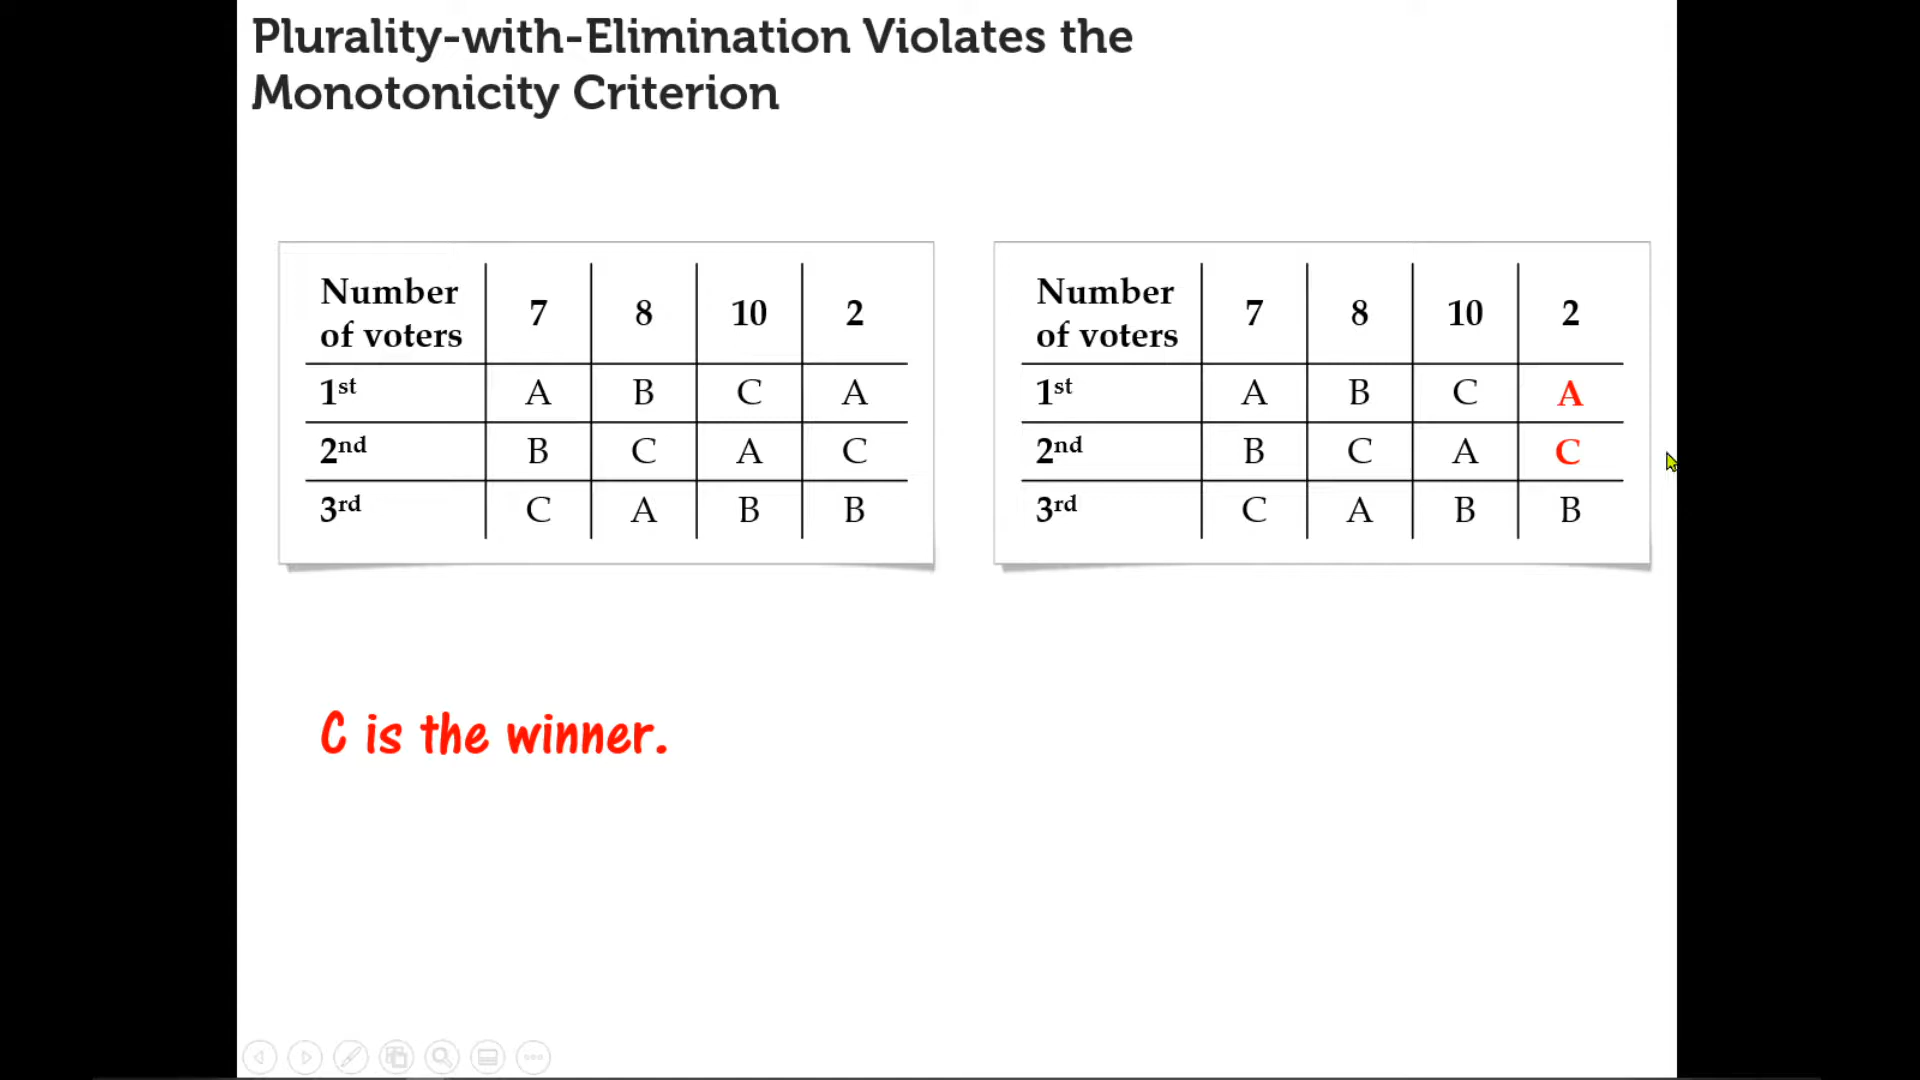 Plurality-with-Elimination Violates the
Monotonicity Criterion
Number of voters 7 8 10 2
1st A B C A
2nd B C A C
3rd C A B B
Number of voters 7 8 10 2
1st A B C A
2nd B C A C
3rd C A B B
C is the winner.